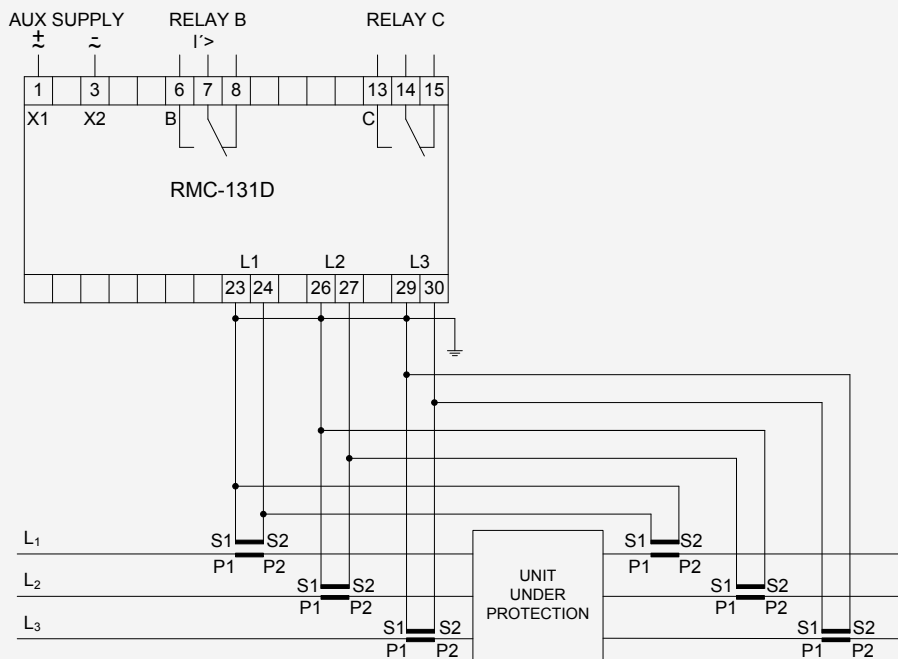 AUX SUPPLY RELAY B RELAY C
+ - I´>
~ ~
1 3 6 7 8 13 14 15
X1 X2 B C
RMC-131D
L1 L2 L3
23 24 26 27 29 30
L₁ S1 S2 S1 S2
P1 P2 P1 P2
L₂ S1 S2 S1 S2
P1 P2 P1 P2
L₃ S1 S2 S1 S2
P1 P2 P1 P2
UNIT
UNDER
PROTECTION